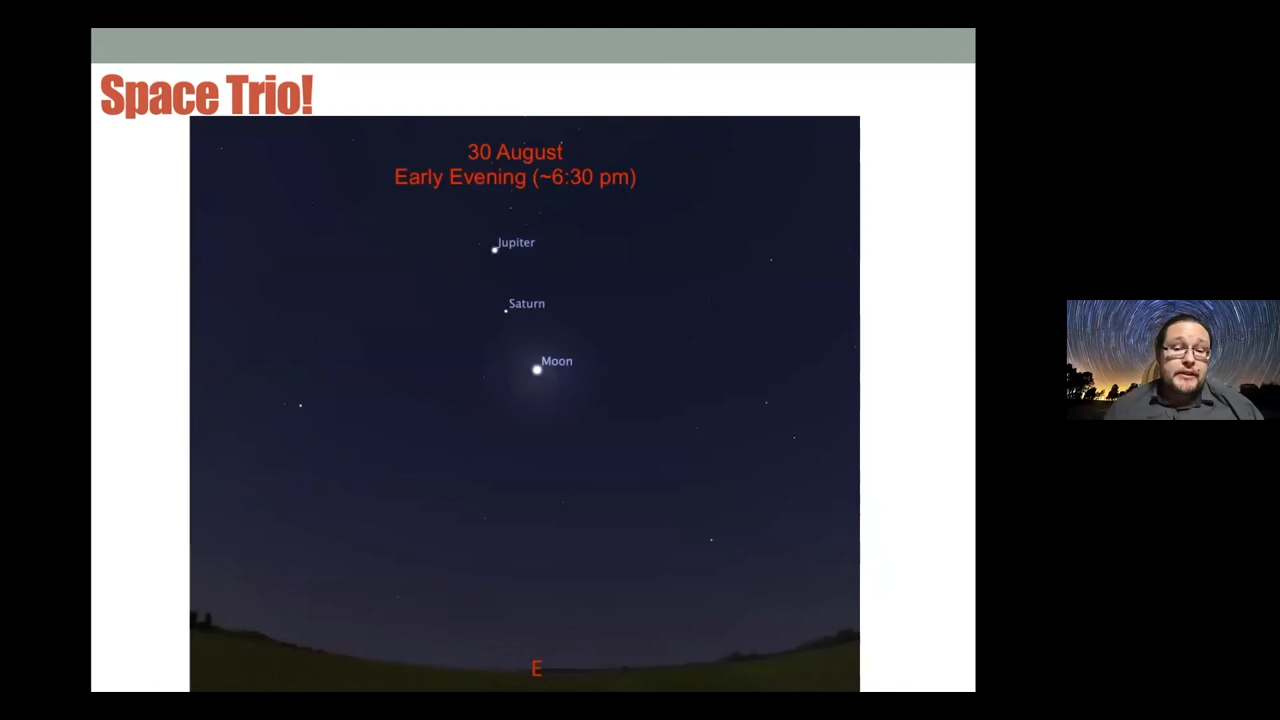 Space Trio!
30 August
Early Evening (~6:30 pm)
Jupiter
Saturn
Moon
E